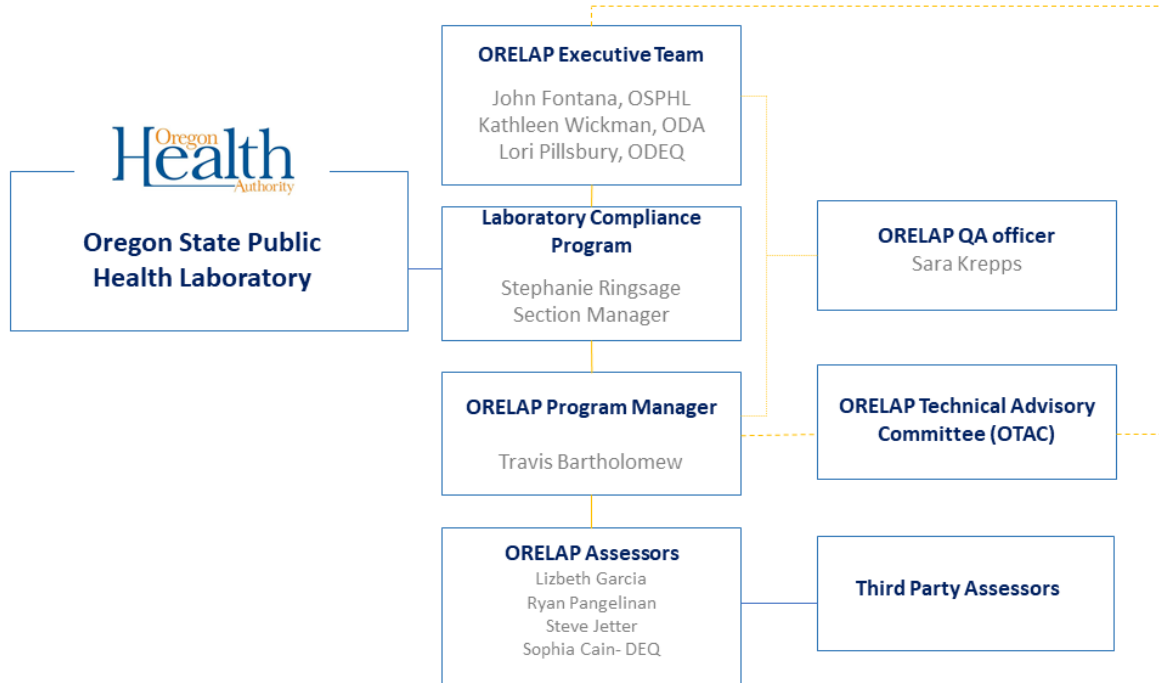 ORELAP Executive Team
John Fontana, OSPHL
Kathleen Wickman, ODA
Lori Pillsbury, ODEQ
Oregon
Health
Authority
Oregon State Public
Health Laboratory
Laboratory Compliance
Program
Stephanie Ringsage
Section Manager
ORELAP QA officer
Sara Krepps
ORELAP Program Manager
Travis Bartholomew
ORELAP Technical Advisory
Committee (OTAC)
ORELAP Assessors
Lizbeth Garcia
Ryan Pangelinan
Steve Jetter
Sophia Cain- DEQ
Third Party Assessors